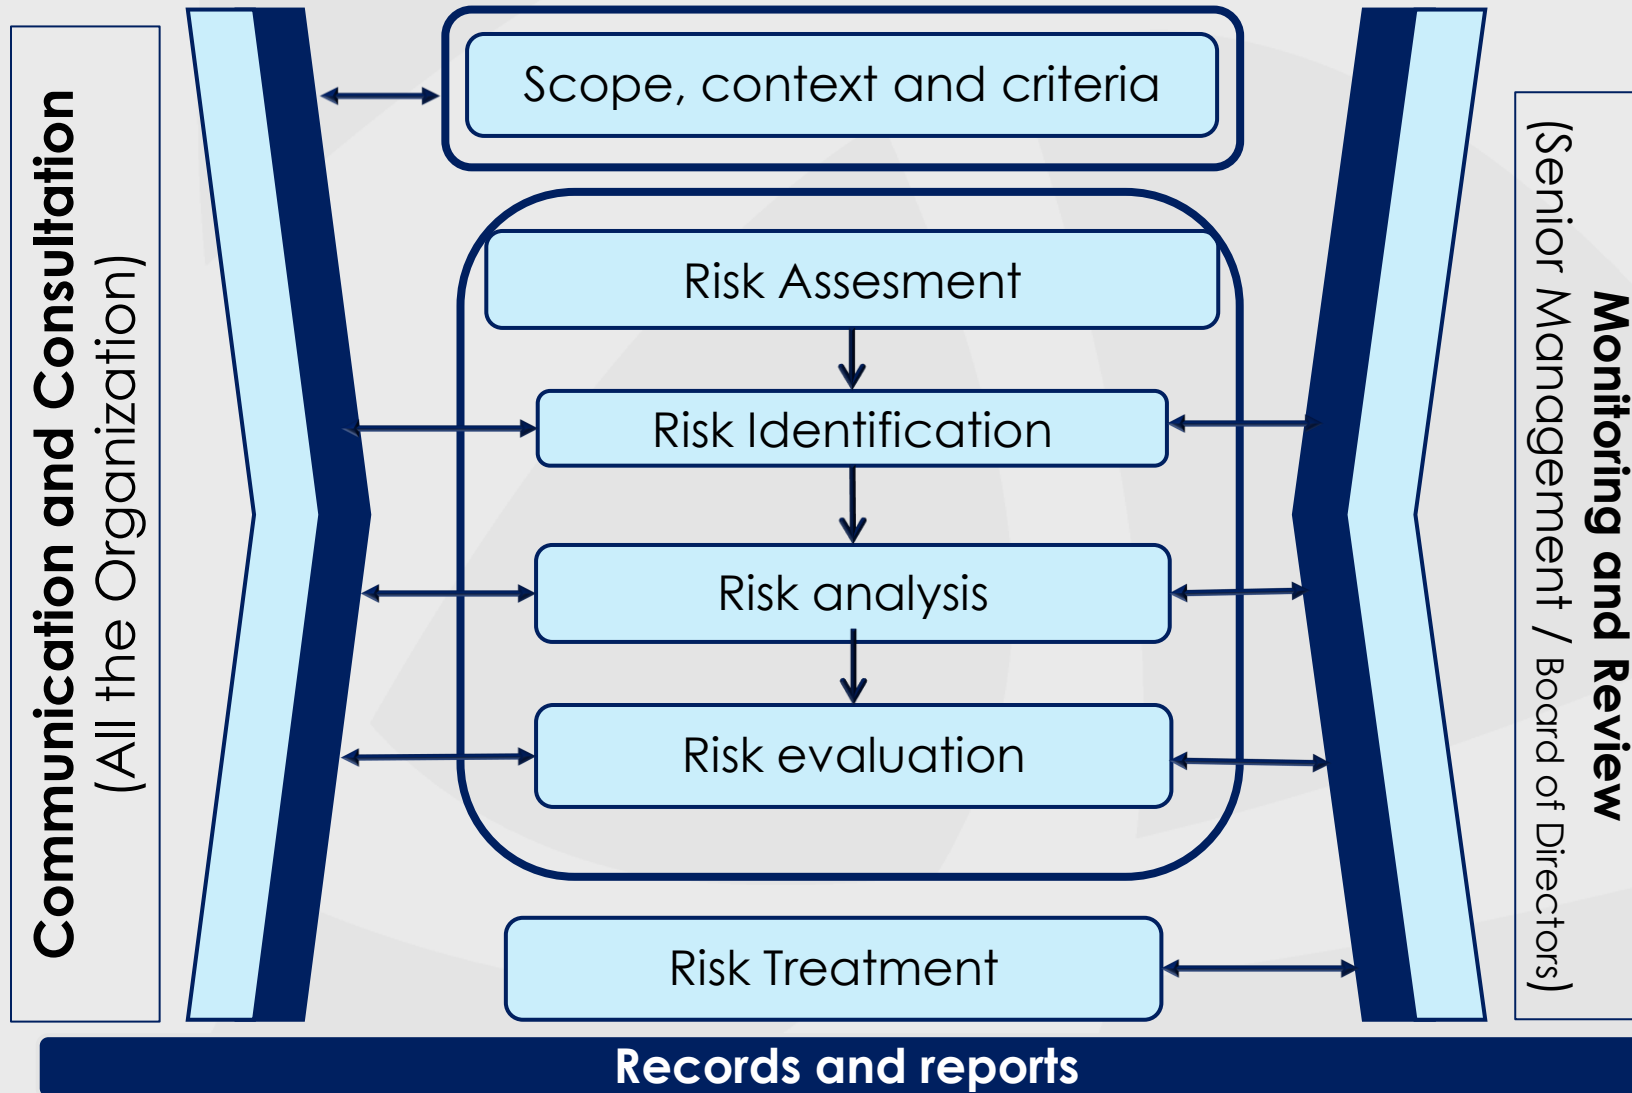 Communication and Consultation
(All the Organization)
Scope, context and criteria
Risk Assesment
Risk Identification
Risk analysis
Risk evaluation
Risk Treatment
Monitoring and Review
(Senior Management / Board of Directors)
Records and reports